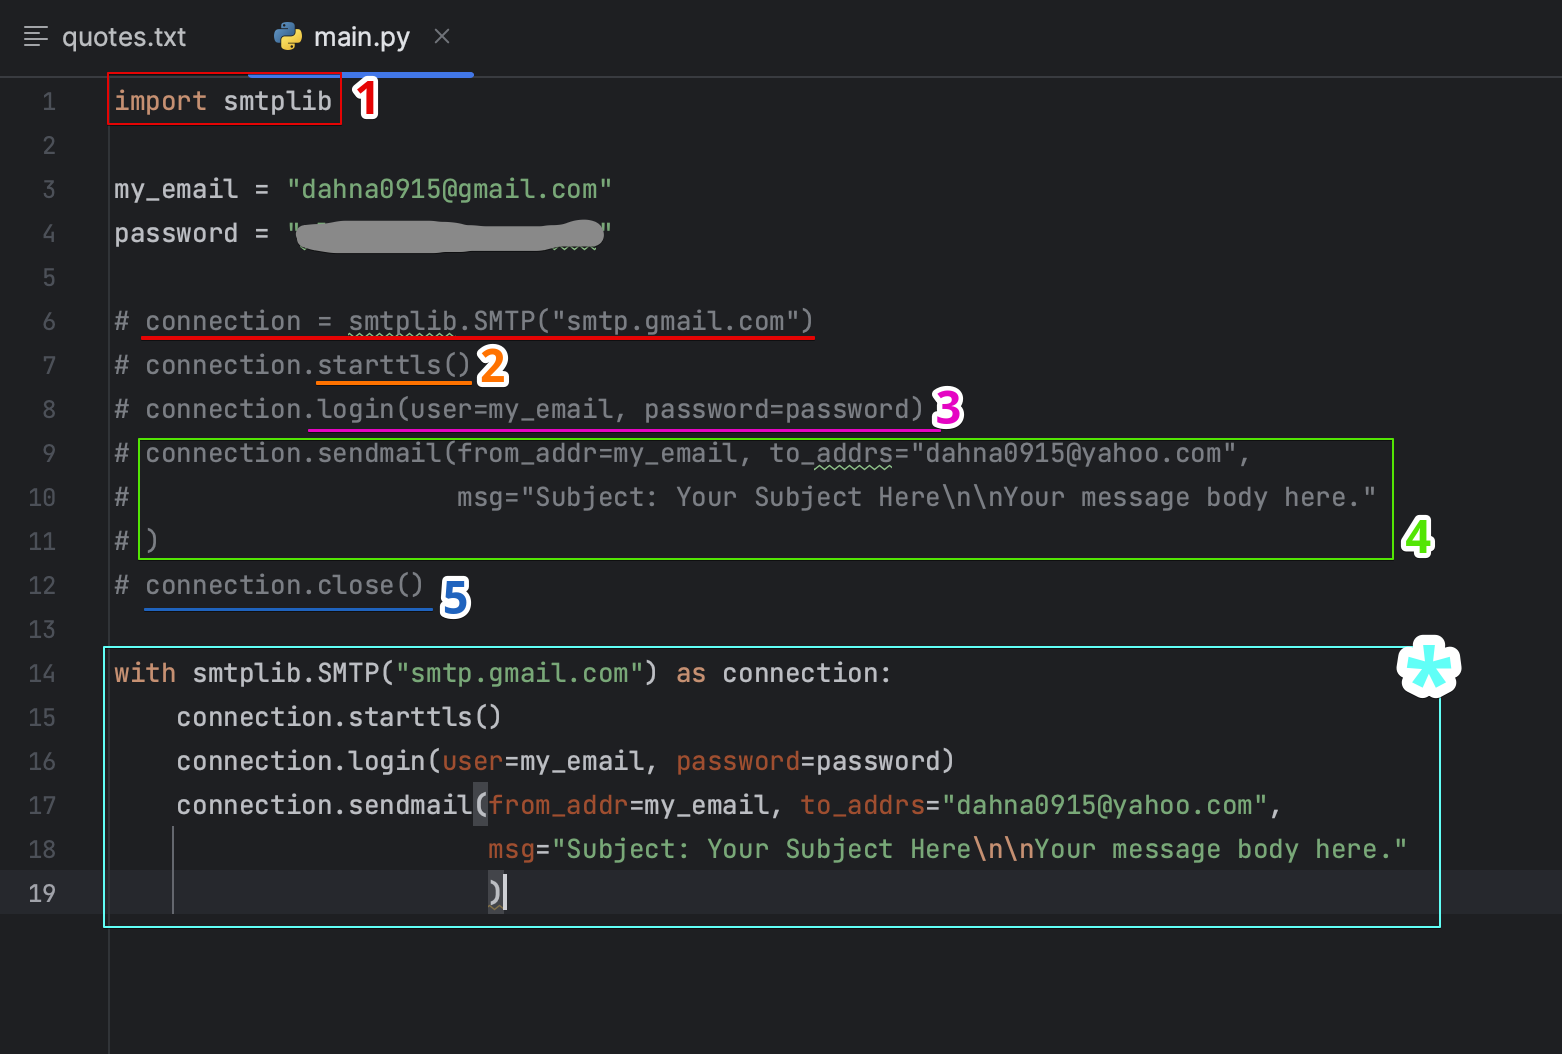 quotes.txt main.py
1 import smtplib 1
2
3 my_email = "dahna0915@gmail.com"
4 password = ""
5
6 # connection = smtplib.SMTP("smtp.gmail.com")
7 # connection.starttls() 2
8 # connection.login(user=my_email, password=password) 3
9 # connection.sendmail(from_addr=my_email, to_addrs="dahna0915@yahoo.com",
10 #                     msg="Subject: Your Subject Here\n\nYour message body here."
11 # ) 4
12 # connection.close() 5
13
14 with smtplib.SMTP("smtp.gmail.com") as connection: *
15     connection.starttls()
16     connection.login(user=my_email, password=password)
17     connection.sendmail(from_addr=my_email, to_addrs="dahna0915@yahoo.com",
18                         msg="Subject: Your Subject Here\n\nYour message body here."
19                         )